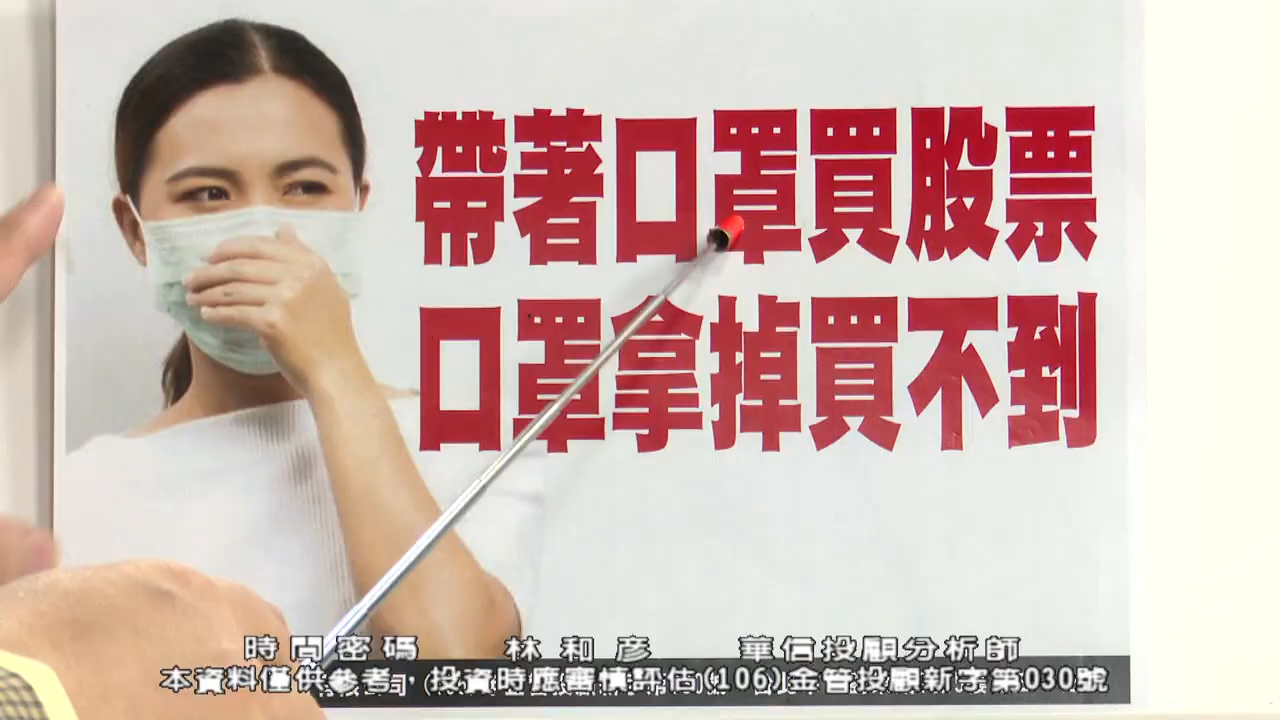 帶著口罩買股票
口罩拿掉買不到
時間密碼 林和彥 華信投顧分析師
本資料僅供參考，投資時應審慎評估(106)金管投顧新字第030號